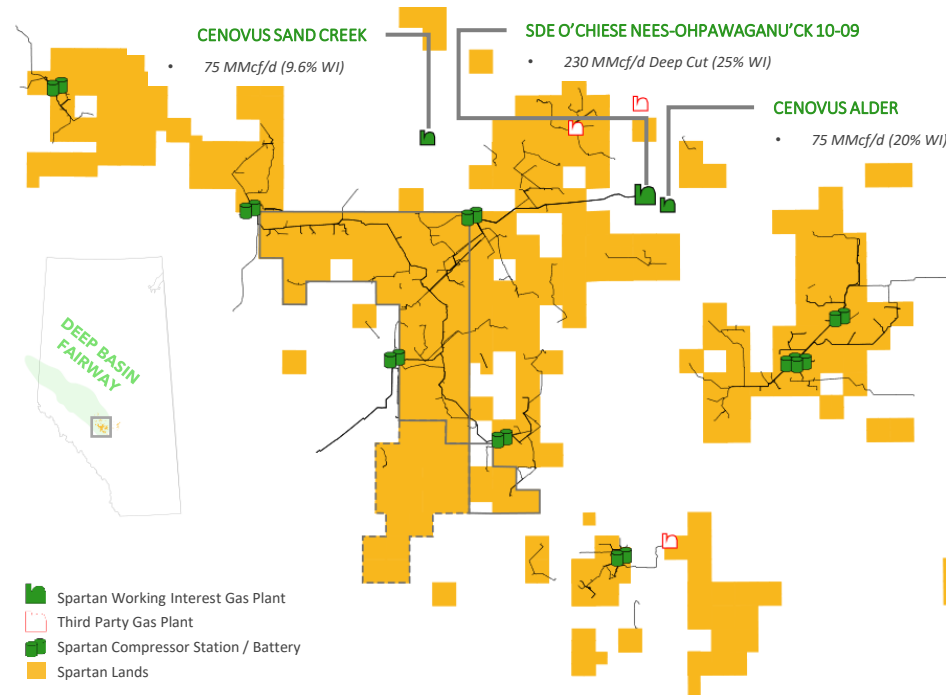 CENOVUS SAND CREEK
• 75 MMcf/d (9.6% WI)
SDE O'CHIESE NEES-OHPAWAGANU'CK 10-09
• 230 MMcf/d Deep Cut (25% WI)
CENOVUS ALDER
• 75 MMcf/d (20% WI)
DEEP BASIN
FAIRWAY
Spartan Working Interest Gas Plant
Third Party Gas Plant
Spartan Compressor Station / Battery
Spartan Lands